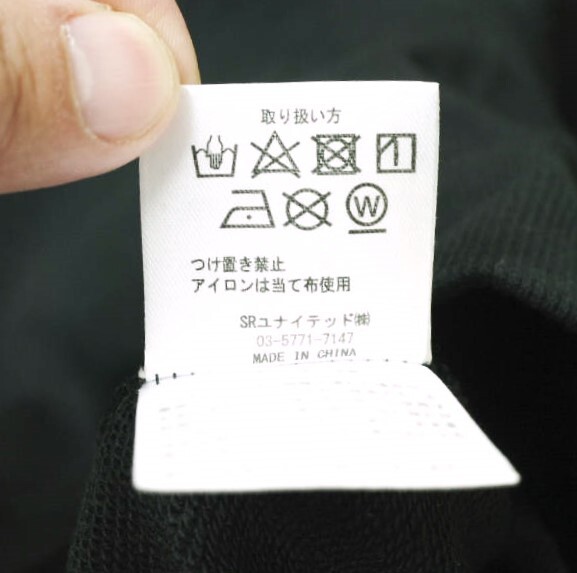 取り扱い方
W
つけ置き禁止
アイロンは当て布使用
SRユナイテッド㈱
03-5771-7147
MADE IN CHINA